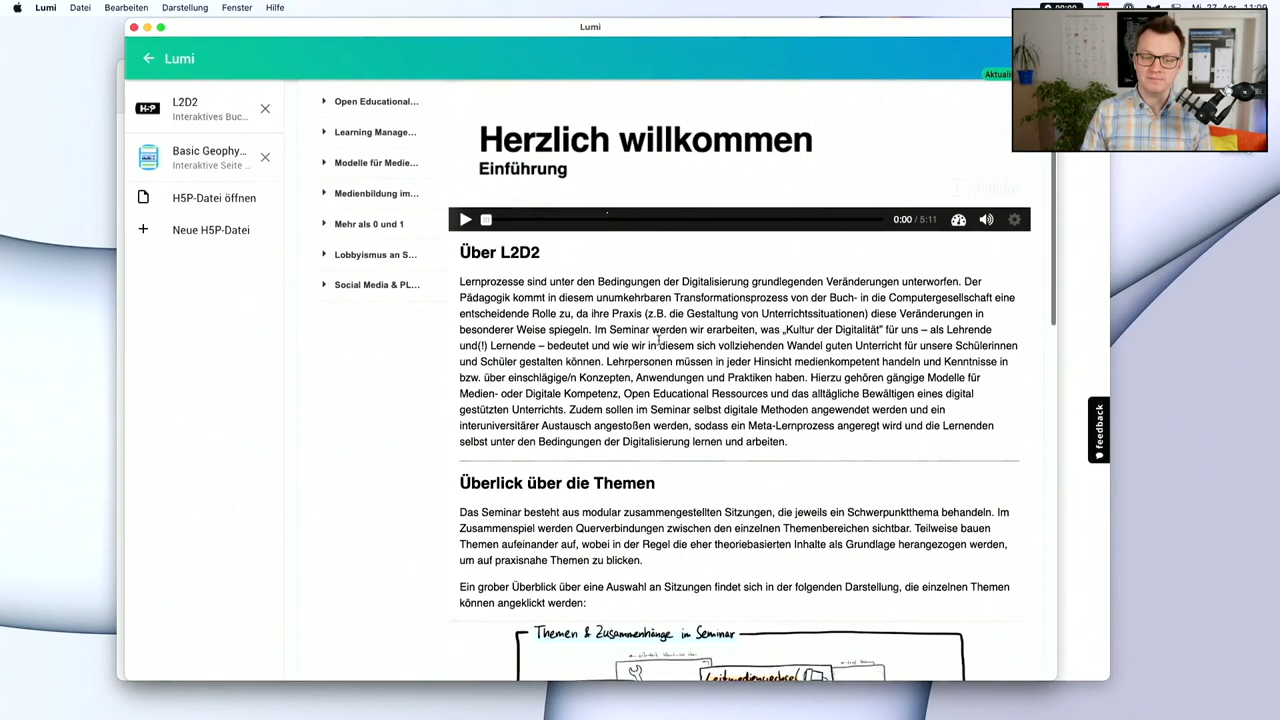 Lumi Datei Bearbeiten Darstellung Fenster Hilfe
00:00 Mi 27. Apr. 11:09
Lumi
Lumi
Aktuali
L2D2
Interaktives Buc...
Basic Geophy...
Interaktive Seite ...
H5P-Datei öffnen
Neue H5P-Datei
Open Educational...
Learning Manage...
Modelle für Medie...
Medienbildung im...
Mehr als 0 und 1
Lobbyismus an S...
Social Media & PL...
Herzlich willkommen
Einführung
YouTube
0:00 / 5:11
Über L2D2
Lernprozesse sind unter den Bedingungen der Digitalisierung grundlegenden Veränderungen unterworfen. Der
Pädagogik kommt in diesem unumkehrbaren Transformationsprozess von der Buch- in die Computergesellschaft eine
entscheidende Rolle zu, da ihre Praxis (z.B. die Gestaltung von Unterrichtssituationen) diese Veränderungen in
besonderer Weise spiegeln. Im Seminar werden wir erarbeiten, was „Kultur der Digitalität" für uns – als Lehrende
und(!) Lernende – bedeutet und wie wir in diesem sich vollziehenden Wandel guten Unterricht für unsere Schülerinnen
und Schüler gestalten können. Lehrpersonen müssen in jeder Hinsicht medienkompetent handeln und Kenntnisse in
bzw. über einschlägige/n Konzepten, Anwendungen und Praktiken haben. Hierzu gehören gängige Modelle für
Medien- oder Digitale Kompetenz, Open Educational Ressources und das alltägliche Bewältigen eines digital
gestützten Unterrichts. Zudem sollen im Seminar selbst digitale Methoden angewendet werden und ein
interuniversitärer Austausch angestoßen werden, sodass ein Meta-Lernprozess angeregt wird und die Lernenden
selbst unter den Bedingungen der Digitalisierung lernen und arbeiten.
Überlick über die Themen
Das Seminar besteht aus modular zusammengestellten Sitzungen, die jeweils ein Schwerpunktthema behandeln. Im
Zusammenspiel werden Querverbindungen zwischen den einzelnen Themenbereichen sichtbar. Teilweise bauen
Themen aufeinander auf, wobei in der Regel die eher theoriebasierten Inhalte als Grundlage herangezogen werden,
um auf praxisnahe Themen zu blicken.
Ein grober Überblick über eine Auswahl an Sitzungen findet sich in der folgenden Darstellung, die einzelnen Themen
können angeklickt werden:
Themen & Zusammenhänge im Seminar
Leitmedienwechsel
feedback